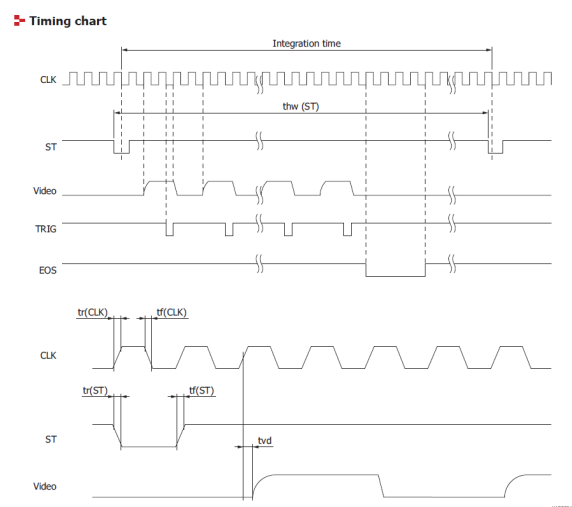 Timing chart
Integration time
CLK
thw (ST)
ST
Video
TRIG
EOS
tr(CLK)
tf(CLK)
CLK
tr(ST)
tf(ST)
ST
tvd
Video